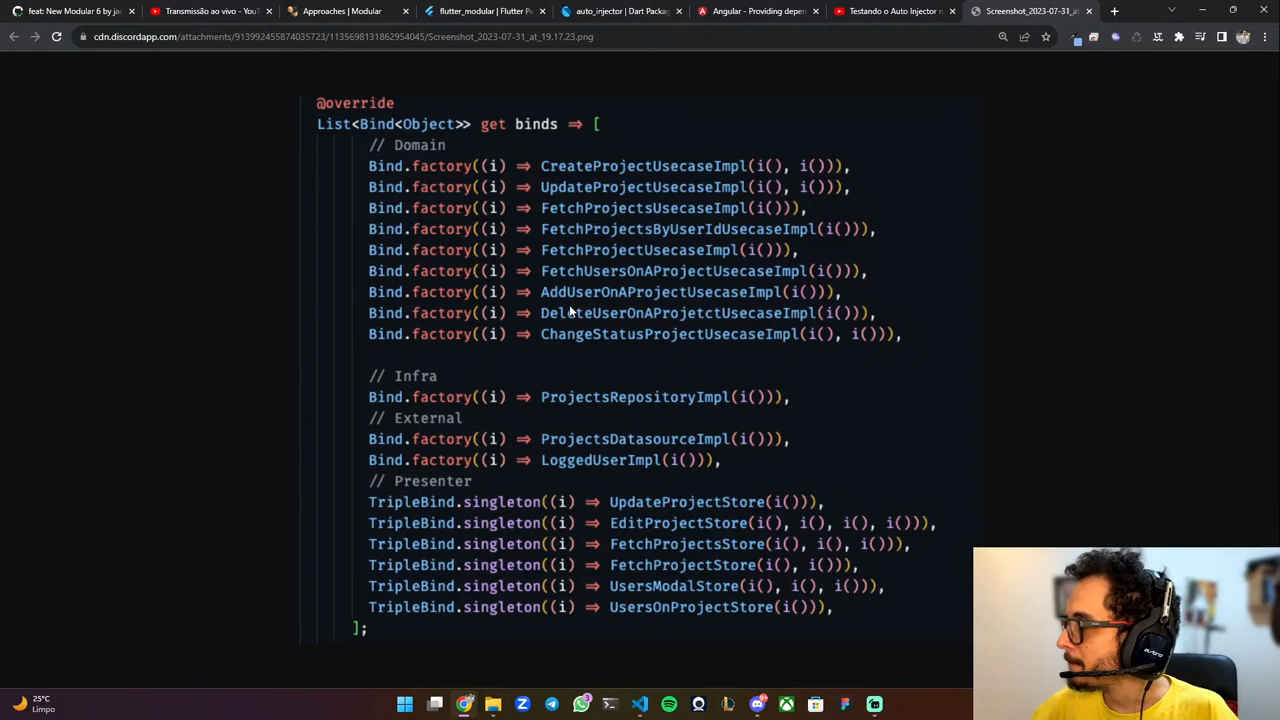 feat: New Modular 6 by jac
Transmissão ao vivo - YouT
Approaches | Modular
flutter_modular | Flutter Pa
auto_injector | Dart Packag
Angular - Providing depen
Testando o Auto Injector n
Screenshot_2023-07-31_at_
cdn.discordapp.com/attachments/913992455874035723/1135698131862954045/Screenshot_2023-07-31_at_19.17.23.png
@override
List<Bind<Object>> get binds => [
// Domain
Bind.factory((i) => CreateProjectUsecaseImpl(i(), i())),
Bind.factory((i) => UpdateProjectUsecaseImpl(i(), i())),
Bind.factory((i) => FetchProjectsUsecaseImpl(i())),
Bind.factory((i) => FetchProjectsByUserIdUsecaseImpl(i())),
Bind.factory((i) => FetchProjectUsecaseImpl(i())),
Bind.factory((i) => FetchUsersOnAProjectUsecaseImpl(i())),
Bind.factory((i) => AddUserOnAProjectUsecaseImpl(i())),
Bind.factory((i) => DeleteUserOnAProjetctUsecaseImpl(i())),
Bind.factory((i) => ChangeStatusProjectUsecaseImpl(i(), i())),
// Infra
Bind.factory((i) => ProjectsRepositoryImpl(i())),
// External
Bind.factory((i) => ProjectsDatasourceImpl(i())),
Bind.factory((i) => LoggedUserImpl(i())),
// Presenter
TripleBind.singleton((i) => UpdateProjectStore(i())),
TripleBind.singleton((i) => EditProjectStore(i(), i(), i(), i())),
TripleBind.singleton((i) => FetchProjectsStore(i(), i(), i())),
TripleBind.singleton((i) => FetchProjectStore(i(), i())),
TripleBind.singleton((i) => UsersModalStore(i(), i(), i())),
TripleBind.singleton((i) => UsersOnProjectStore(i())),
];
ASTRO
25°C
Limpo